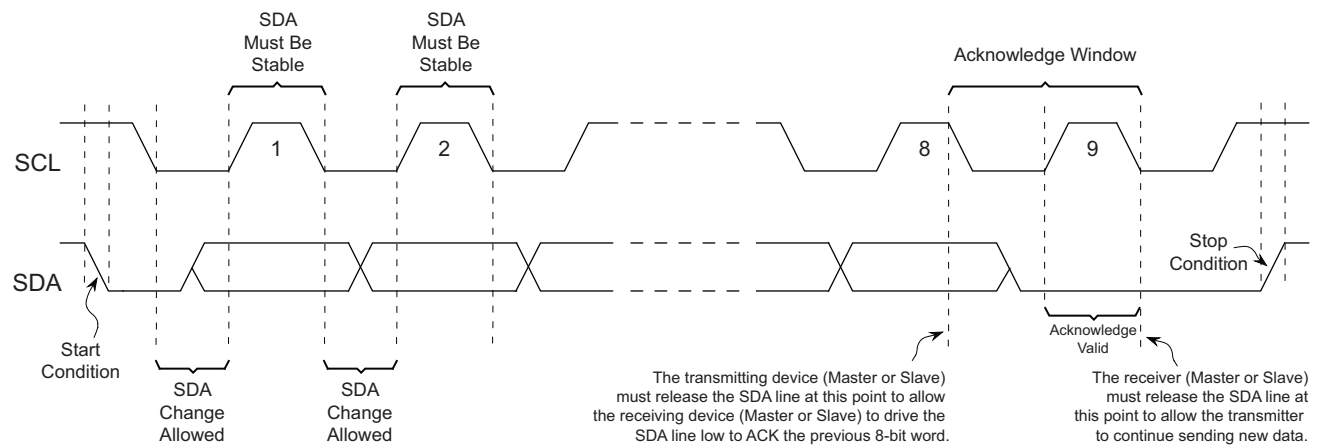 SDA
Must Be
Stable
SDA
Must Be
Stable
Acknowledge Window
SCL
1
2
8
9
SDA
Stop
Condition
Start
Condition
SDA
Change
Allowed
SDA
Change
Allowed
Acknowledge
Valid
The transmitting device (Master or Slave)
must release the SDA line at this point to allow
the receiving device (Master or Slave) to drive the
SDA line low to ACK the previous 8-bit word.
The receiver (Master or Slave)
must release the SDA line at
this point to allow the transmitter
to continue sending new data.